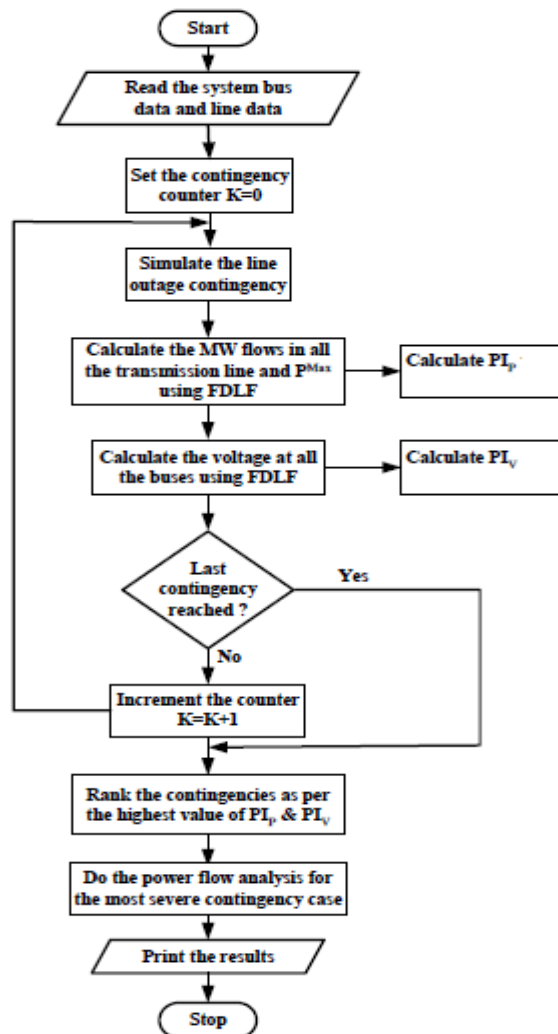 Start
Read the system bus
data and line data
Set the contingency
counter K=0
Simulate the line
outage contingency
Calculate the MW flows in all
the transmission line and P^Max
using FDLF
Calculate PI_P
Calculate the voltage at all
the buses using FDLF
Calculate PI_V
Last
contingency
reached ?
Yes
No
Increment the counter
K=K+1
Rank the contingencies as per
the highest value of PI_P & PI_V
Do the power flow analysis for
the most severe contingency case
Print the results
Stop